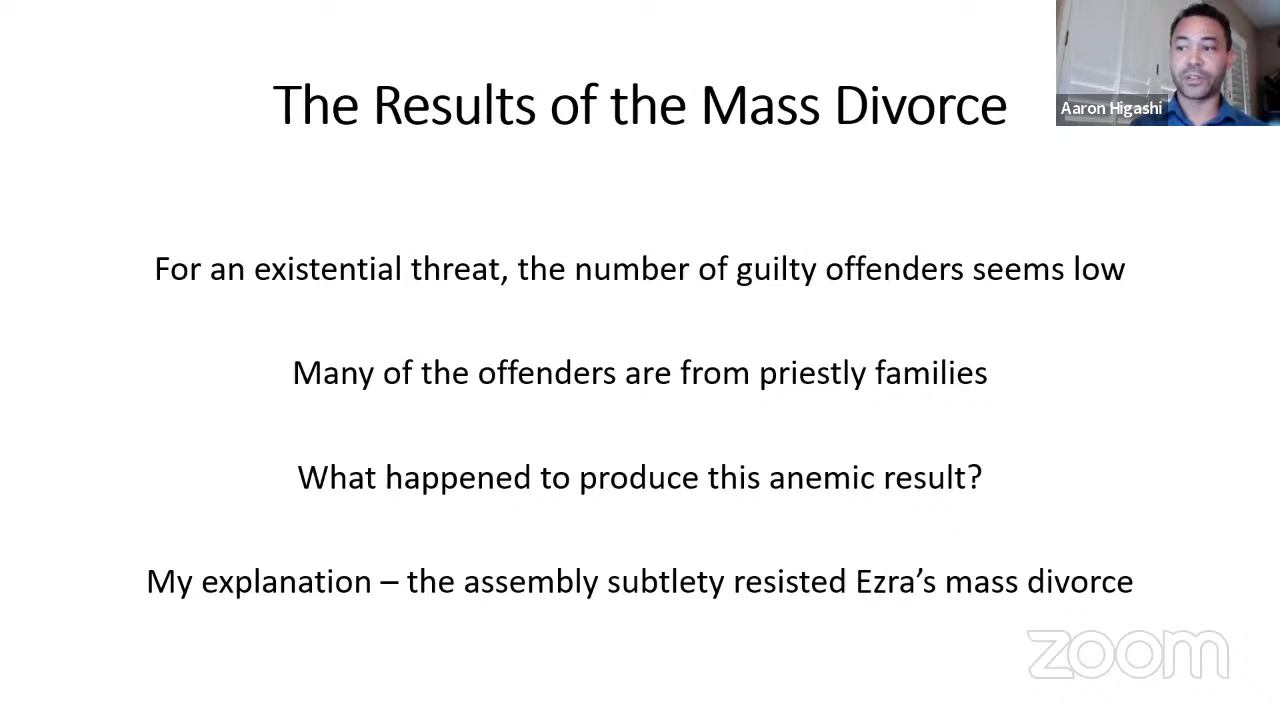 The Results of the Mass Divorce
Aaron Higashi
For an existential threat, the number of guilty offenders seems low
Many of the offenders are from priestly families
What happened to produce this anemic result?
My explanation – the assembly subtlety resisted Ezra’s mass divorce
zoom